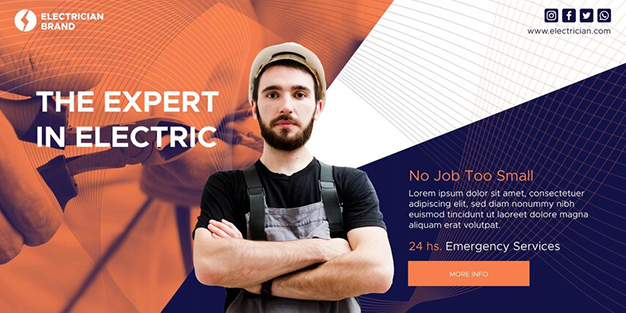 ELECTRICIAN
BRAND
www.electrician.com
THE EXPERT
IN ELECTRIC
No Job Too Small
Lorem ipsum dolor sit amet, consectetuer
adipiscing elit, sed diam nonummy nibh
euismod tincidunt ut laoreet dolore magna
aliquam erat volutpat.
24 hs. Emergency Services
MORE INFO